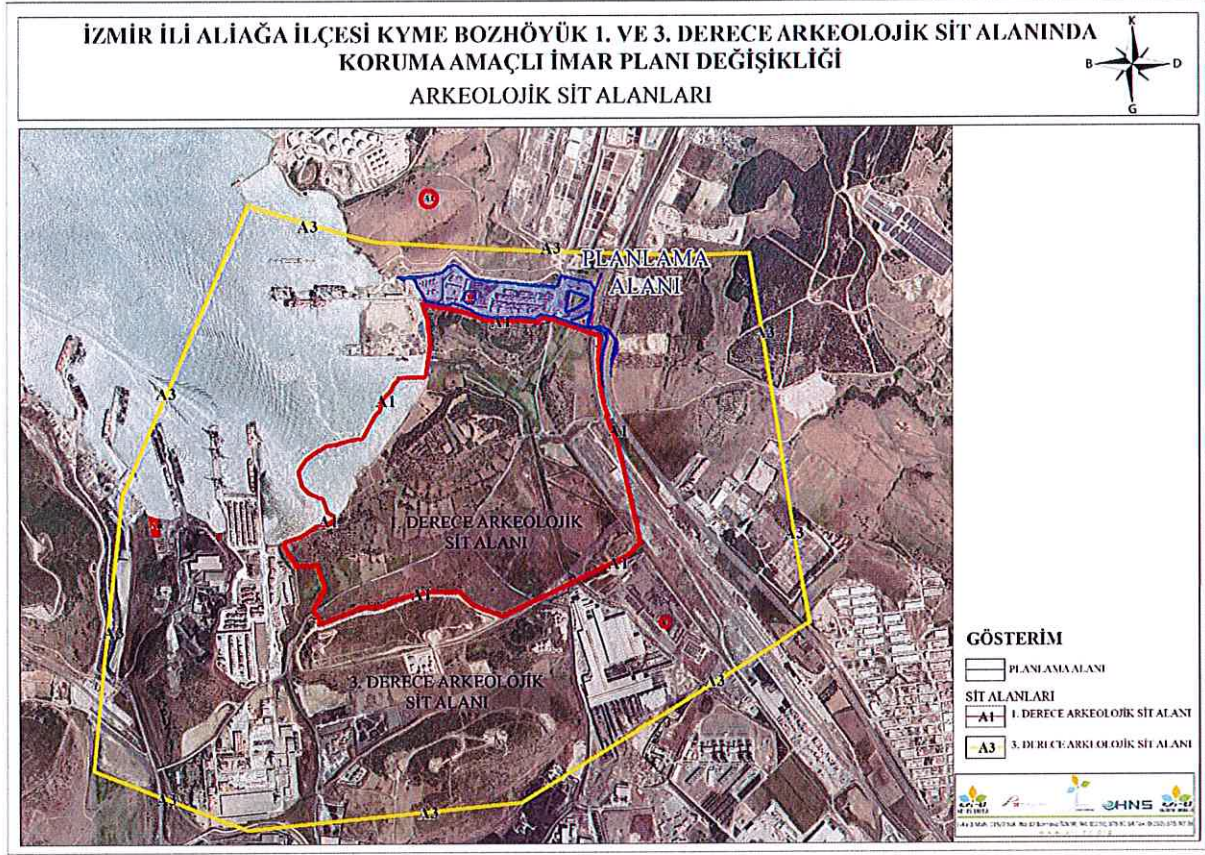 İZMİR İLİ ALİAĞA İLÇESİ KYME BOZHÖYÜK 1. VE 3. DERECE ARKEOLOJİK SİT ALANINDA
KORUMA AMAÇLI İMAR PLANI DEĞİŞİKLİĞİ
ARKEOLOJİK SİT ALANLARI
K
B
D
G
A3
A3
PLANLAMA
ALANI
A1
A3
A3
A1
A1
A1
1. DERECE ARKEOLOJİK
SİT ALANI
A3
A1
A1
A3
3. DERECE ARKEOLOJİK
SİT ALANI
A3
A3
A3
GÖSTERİM
PLANLAMA ALANI
SİT ALANLARI
A1 1. DERECE ARKEOLOJİK SİT ALANI
A3 3. DERECE ARKEOLOJİK SİT ALANI
HNS